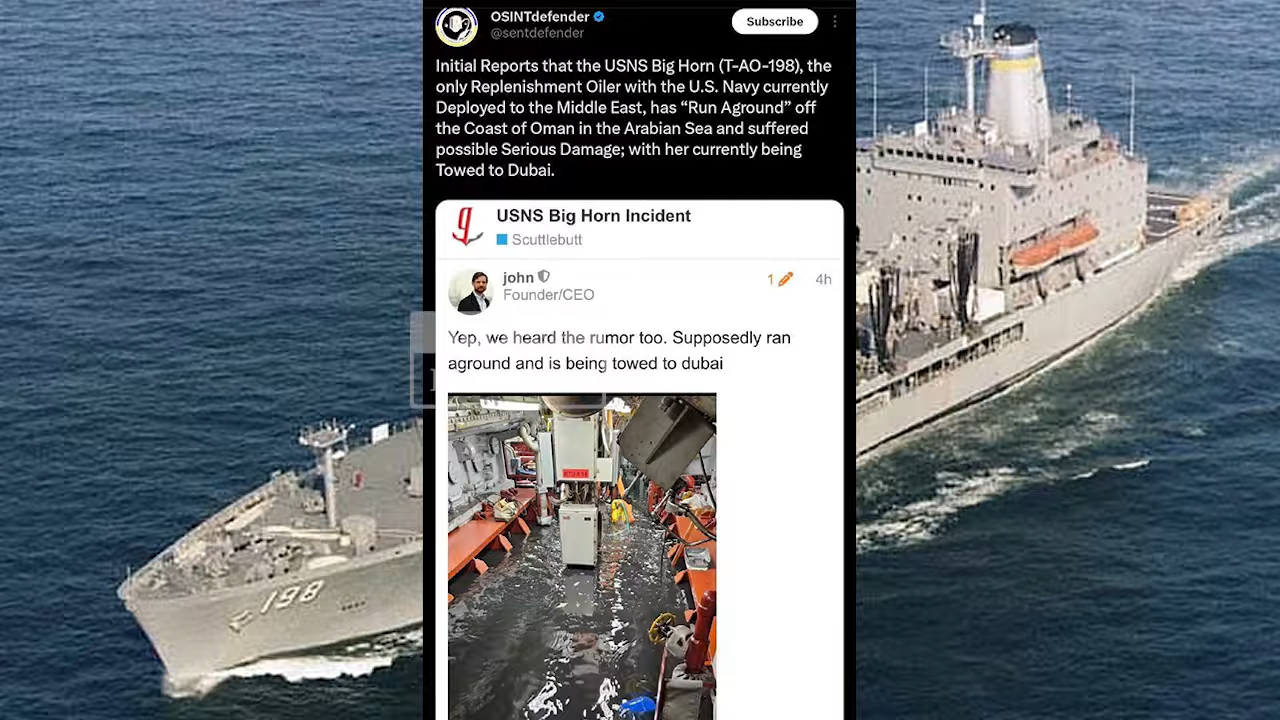 OSINTdefender
@sentdefender
Subscribe
Initial Reports that the USNS Big Horn (T-AO-198), the
only Replenishment Oiler with the U.S. Navy currently
Deployed to the Middle East, has “Run Aground” off
the Coast of Oman in the Arabian Sea and suffered
possible Serious Damage; with her currently being
Towed to Dubai.
USNS Big Horn Incident
Scuttlebutt
john
Founder/CEO
1
4h
Yep, we heard the rumor too. Supposedly ran
aground and is being towed to dubai
198